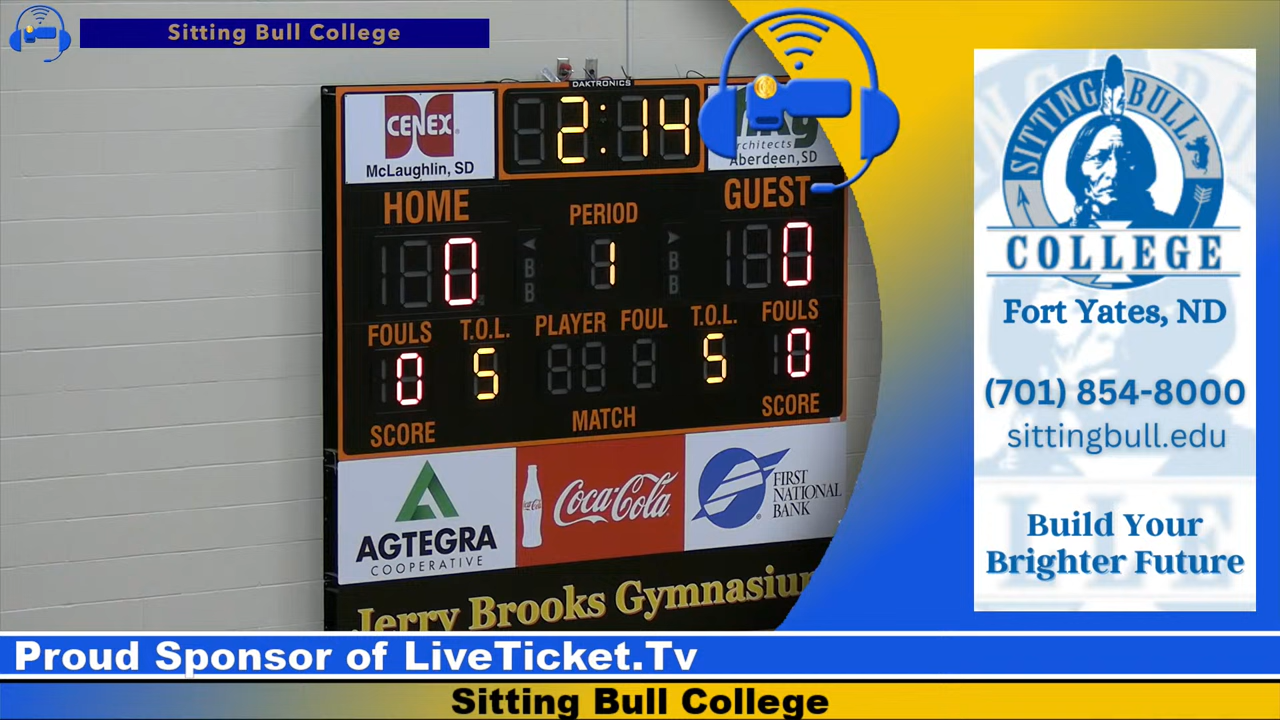 Sitting Bull College
CENEX
McLaughlin, SD
DAKTRONICS
2:14
Architects
Aberdeen, SD
HOME
PERIOD
GUEST
0
1
0
B
B
B
B
FOULS
T.O.L.
PLAYER
FOUL
T.O.L.
FOULS
0
5
5
0
SCORE
MATCH
SCORE
AGTEGRA
COOPERATIVE
Coca-Cola
FIRST
NATIONAL
BANK
Jerry Brooks Gymnasium
SITTING BULL
COLLEGE
Fort Yates, ND
(701) 854-8000
sittingbull.edu
Build Your
Brighter Future
Proud Sponsor of LiveTicket.Tv
Sitting Bull College